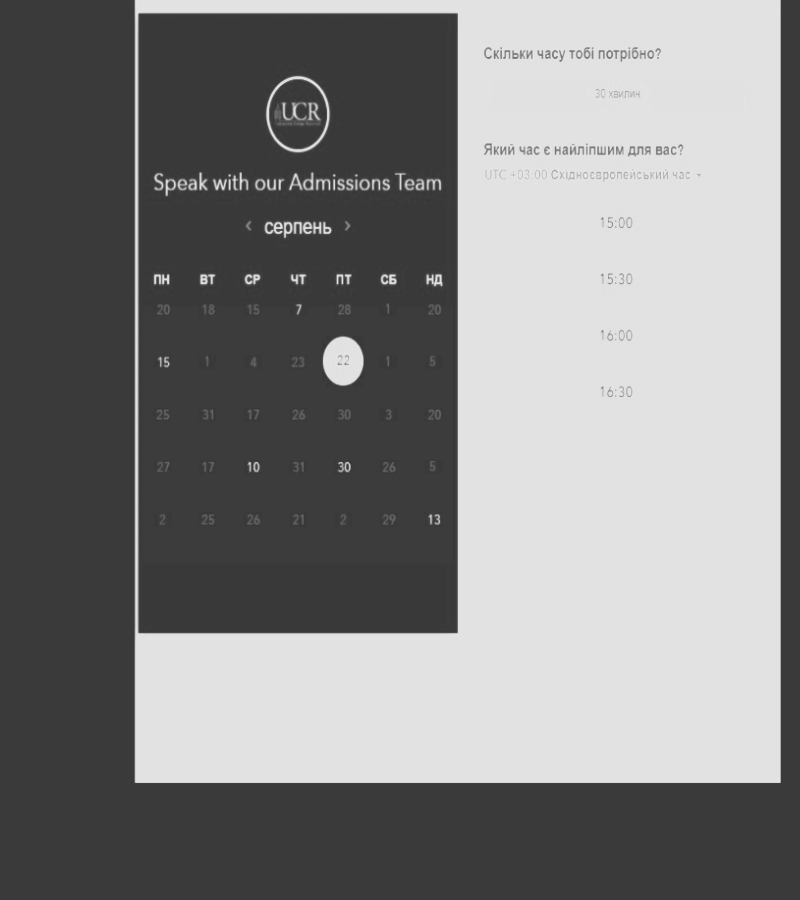 UCR
Speak with our Admissions Team
‹ серпень ›
ПН ВТ СР ЧТ ПТ СБ НД
20 18 15 7 28 1 20
15 1 4 23 22 1 5
25 31 17 26 30 3 20
27 17 10 31 30 26 5
2 25 26 21 2 29 13
Скільки часу тобі потрібно?
30 хвилин
Який час є найліпшим для вас?
UTC +03:00 Східноєвропейський час
15:00
15:30
16:00
16:30